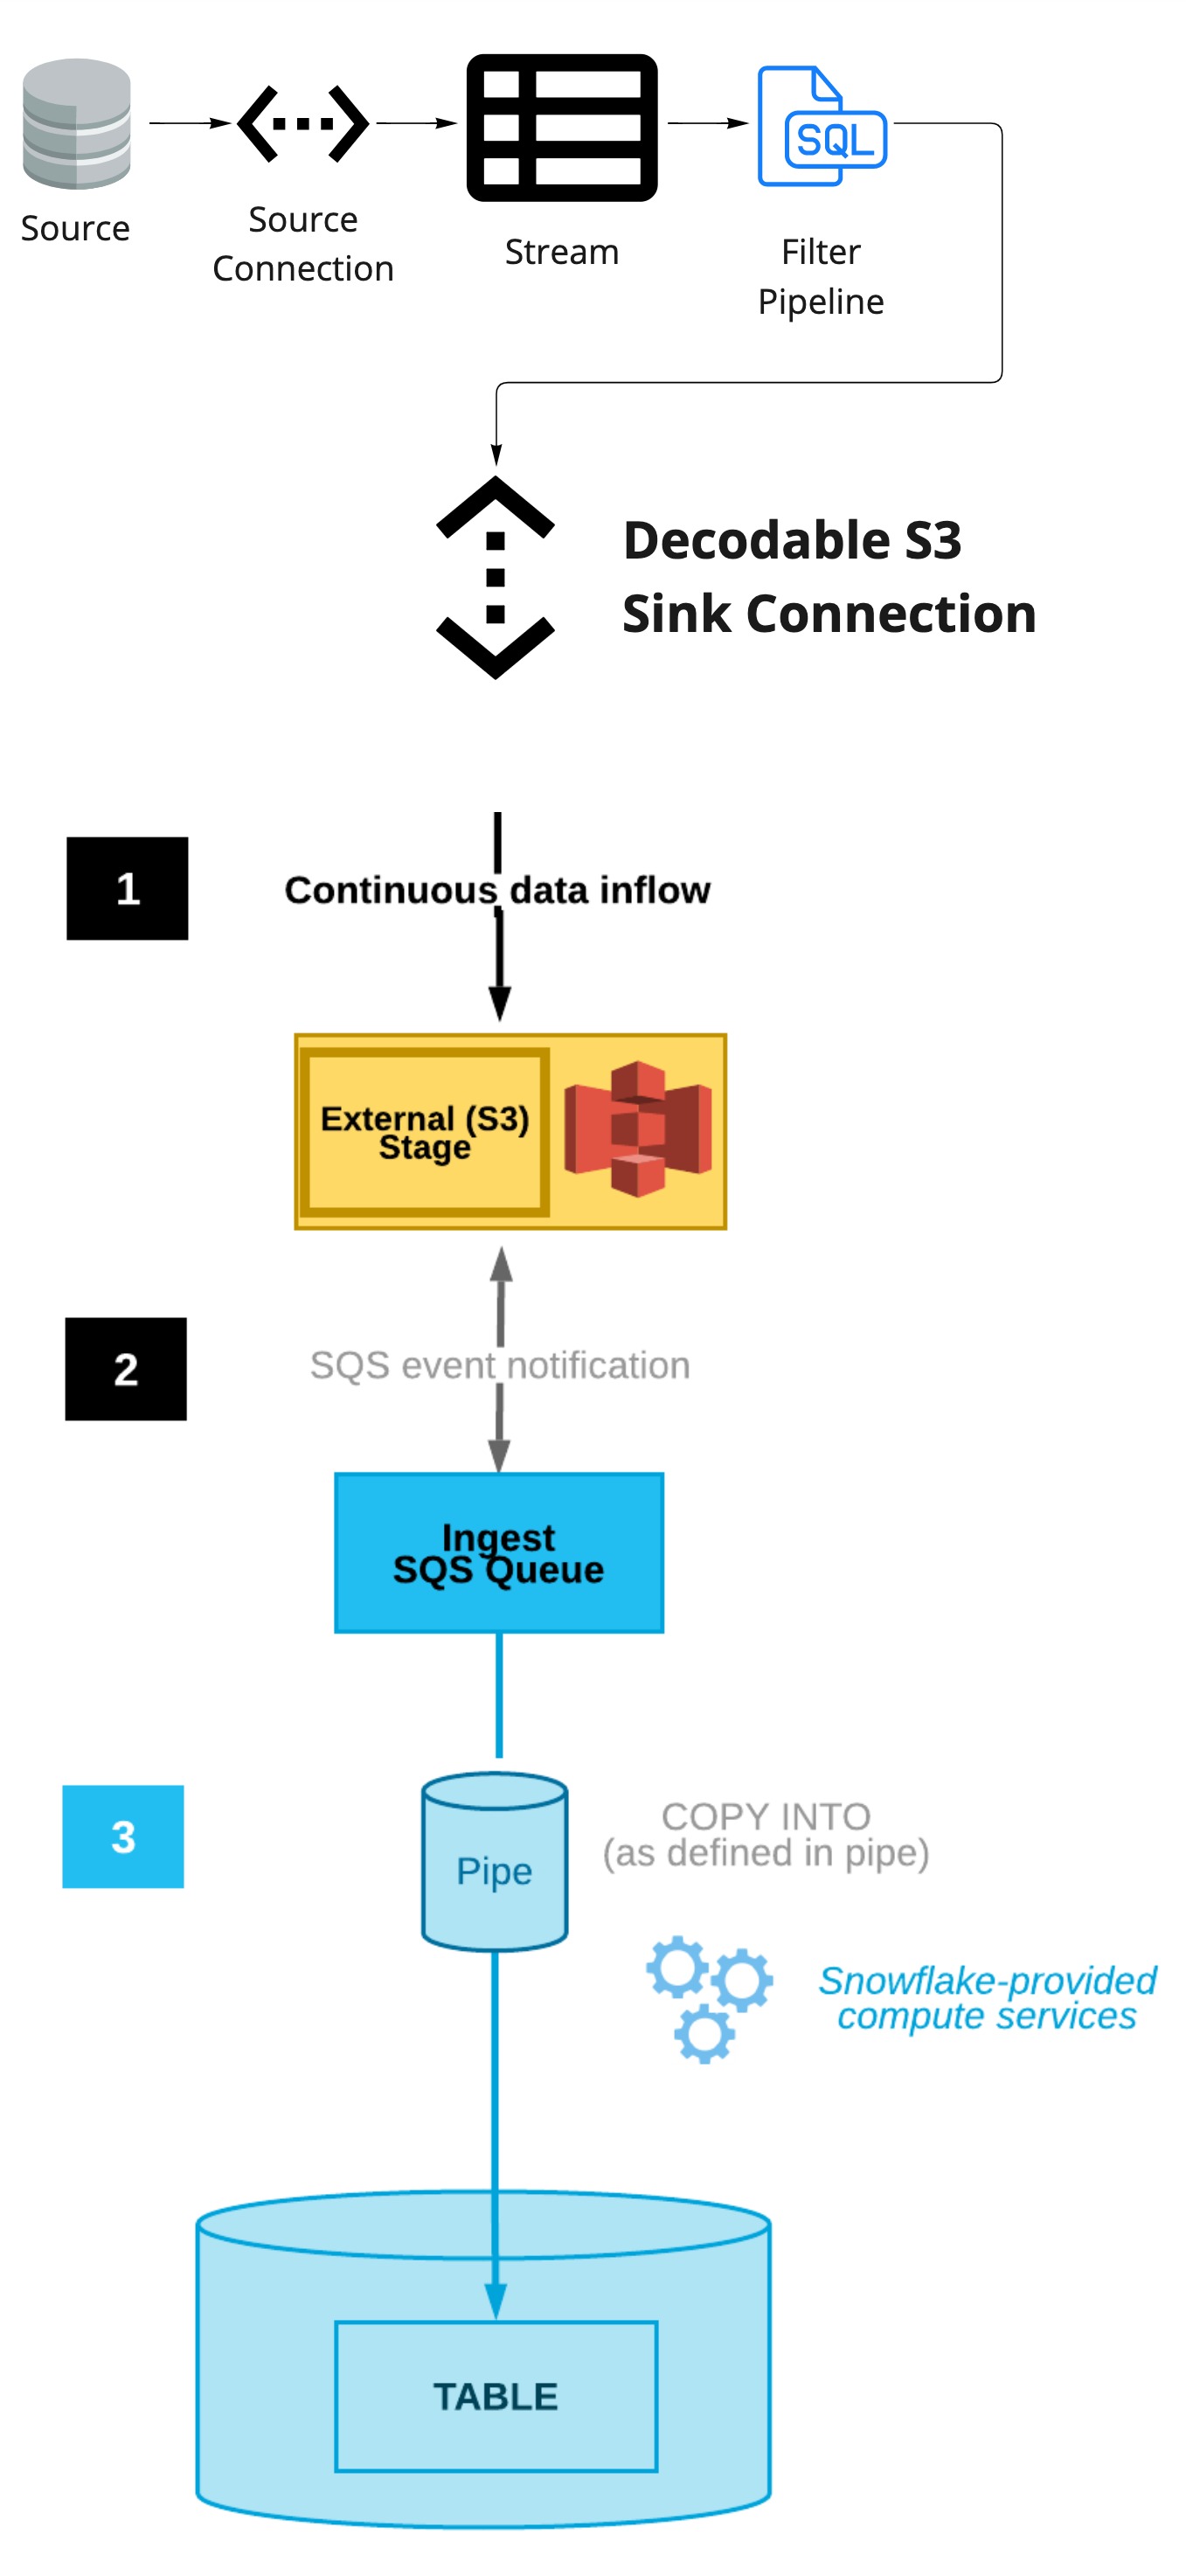 Source
Source
Connection
Stream
SQL
Filter
Pipeline
Decodable S3
Sink Connection
1
Continuous data inflow
External (S3)
Stage
2
SQS event notification
Ingest
SQS Queue
3
Pipe
COPY INTO
(as defined in pipe)
Snowflake-provided
compute services
TABLE